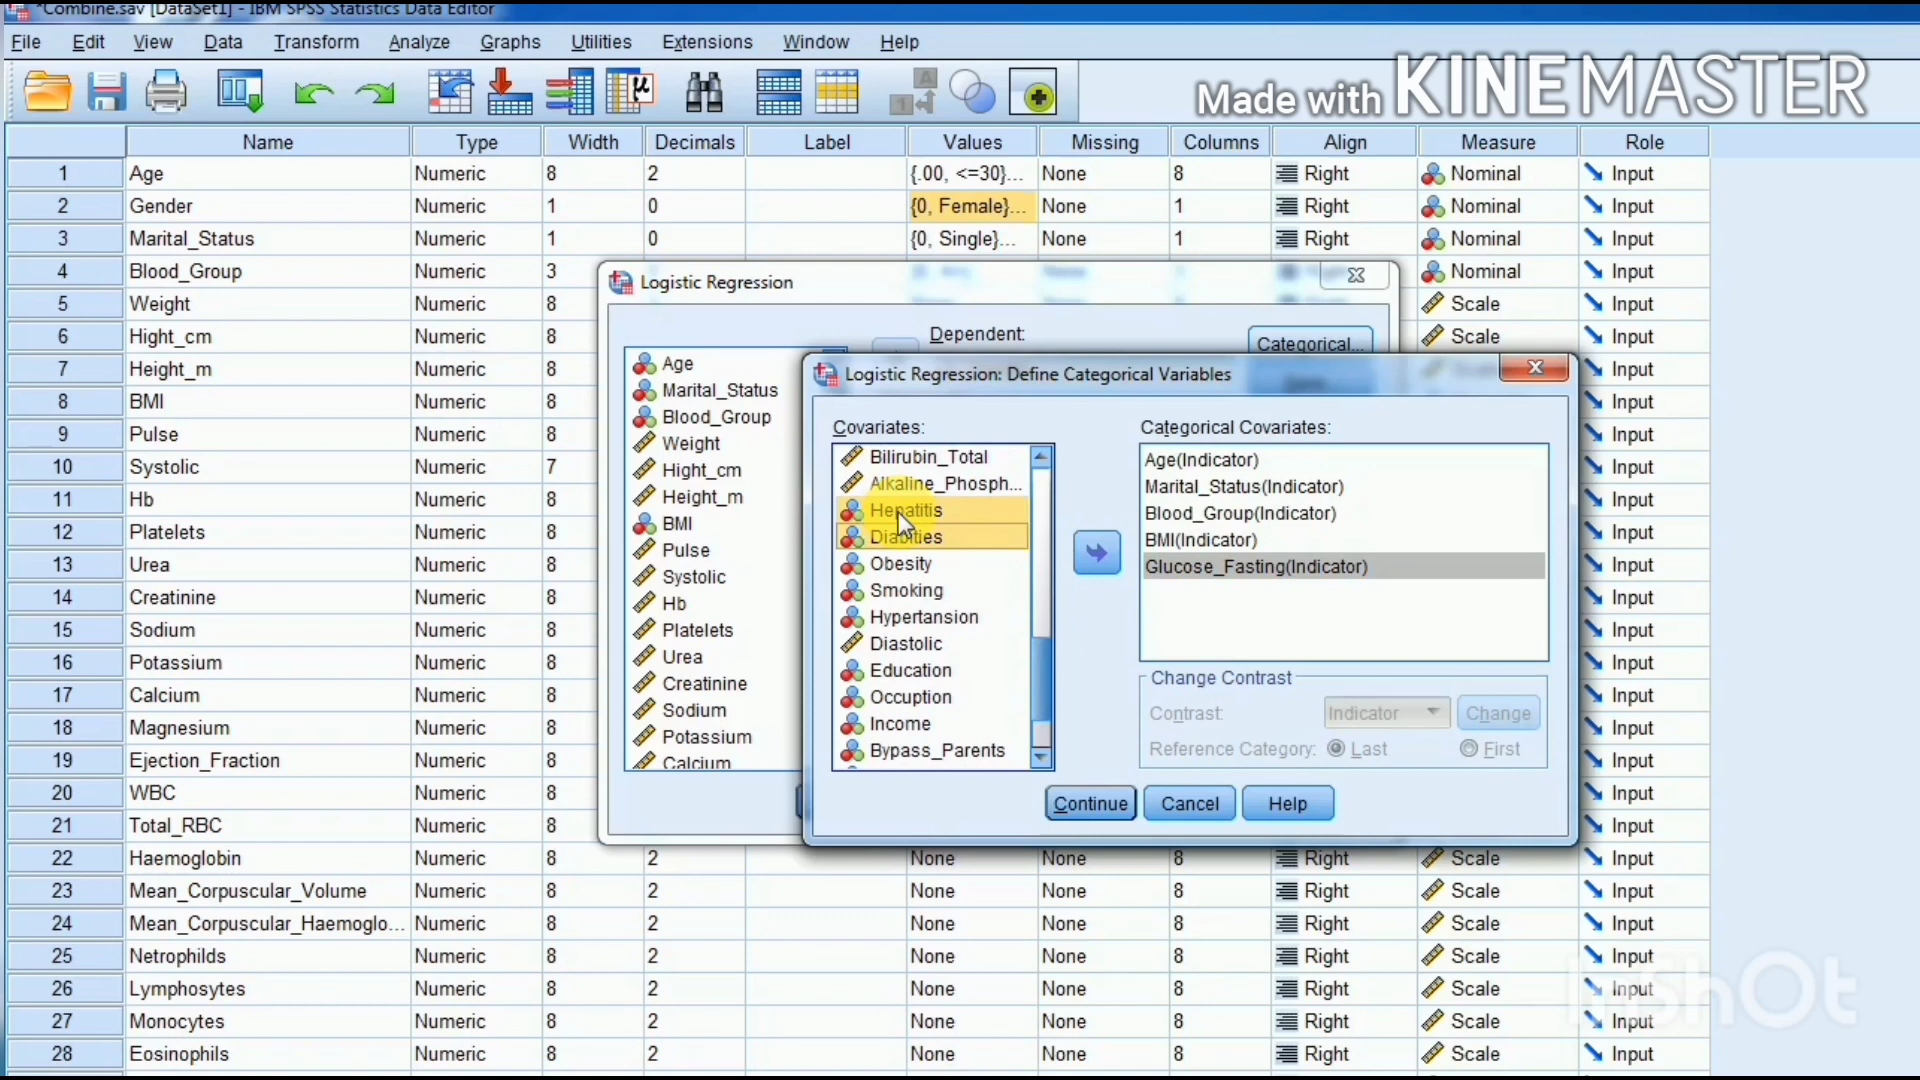 *Combine.sav [DataSet1] - IBM SPSS Statistics Data Editor
File Edit View Data Transform Analyze Graphs Utilities Extensions Window Help
Made with KINEMASTER
Name Type Width Decimals Label Values Missing Columns Align Measure Role
1 Age Numeric 8 2 {.00, <=30}... None 8 Right Nominal Input
2 Gender Numeric 1 0 {0, Female}... None 1 Right Nominal Input
3 Marital_Status Numeric 1 0 {0, Single}... None 1 Right Nominal Input
4 Blood_Group Numeric 3 Nominal Input
5 Weight Numeric 8 Scale Input
6 Hight_cm Numeric 8 Scale Input
7 Height_m Numeric 8 Input
8 BMI Numeric 8 Input
9 Pulse Numeric 8 Input
10 Systolic Numeric 7 Input
11 Hb Numeric 8 Input
12 Platelets Numeric 8 Input
13 Urea Numeric 8 Input
14 Creatinine Numeric 8 Input
15 Sodium Numeric 8 Input
16 Potassium Numeric 8 Input
17 Calcium Numeric 8 Input
18 Magnesium Numeric 8 Input
19 Ejection_Fraction Numeric 8 Input
20 WBC Numeric 8 Input
21 Total_RBC Numeric 8 Input
22 Haemoglobin Numeric 8 2 None None 8 Right Scale Input
23 Mean_Corpuscular_Volume Numeric 8 2 None None 8 Right Scale Input
24 Mean_Corpuscular_Haemoglo... Numeric 8 2 None None 8 Right Scale Input
25 Netrophilds Numeric 8 2 None None 8 Right Scale Input
26 Lymphosytes Numeric 8 2 None None 8 Right Scale Input
27 Monocytes Numeric 8 2 None None 8 Right Scale Input
28 Eosinophils Numeric 8 2 None None 8 Right Scale Input
Logistic Regression
Dependent:
Categorical...
Age
Marital_Status
Blood_Group
Weight
Hight_cm
Height_m
BMI
Pulse
Systolic
Hb
Platelets
Urea
Creatinine
Sodium
Potassium
Calcium
Logistic Regression: Define Categorical Variables
Covariates:
Bilirubin_Total
Alkaline_Phosph...
Hepatitis
Diabities
Obesity
Smoking
Hypertansion
Diastolic
Education
Occuption
Income
Bypass_Parents
Categorical Covariates:
Age(Indicator)
Marital_Status(Indicator)
Blood_Group(Indicator)
BMI(Indicator)
Glucose_Fasting(Indicator)
Change Contrast
Contrast: Indicator Change
Reference Category: Last First
Continue Cancel Help
InShOt